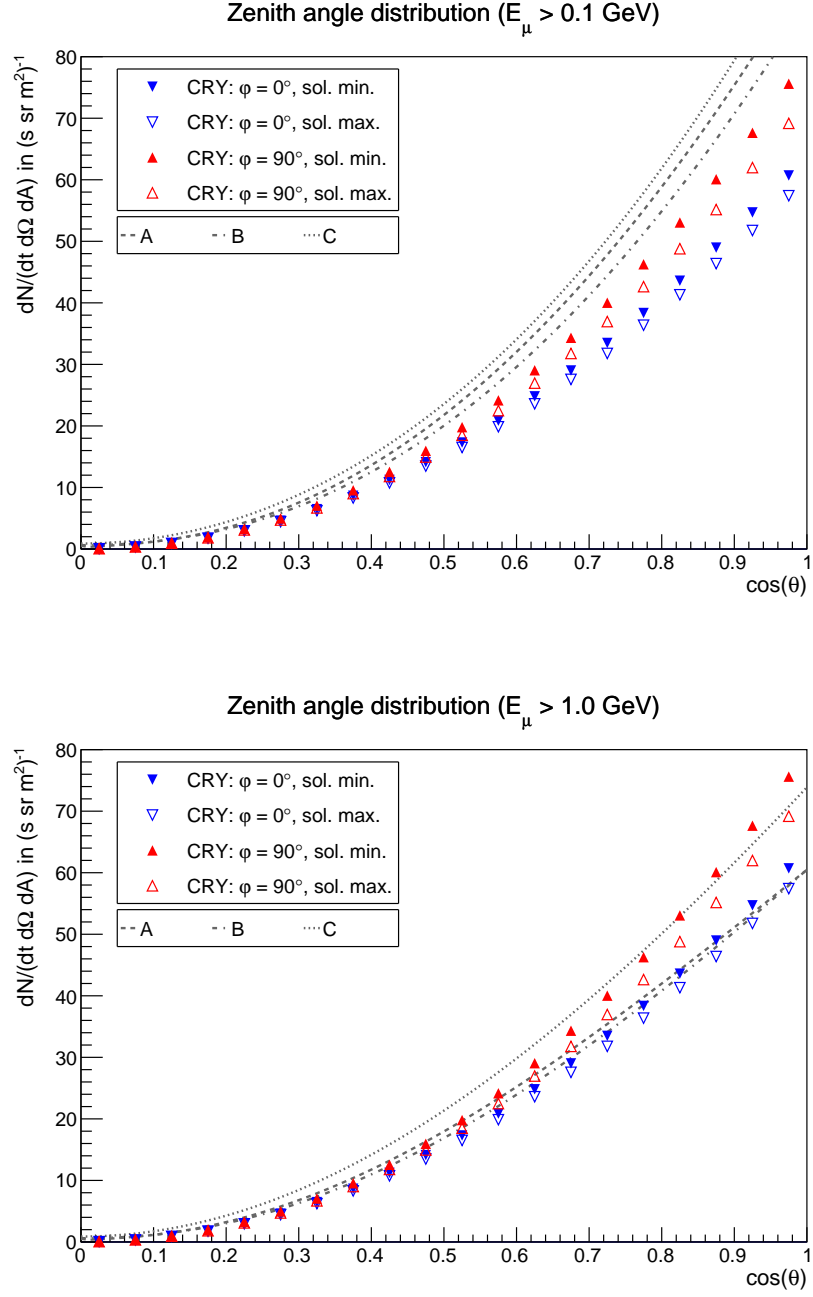 Zenith angle distribution (E_μ > 0.1 GeV)
dN/(dt dΩ dA) in (s sr m²)⁻¹
80
70
60
50
40
30
20
10
0
CRY: φ = 0°, sol. min.
CRY: φ = 0°, sol. max.
CRY: φ = 90°, sol. min.
CRY: φ = 90°, sol. max.
A B C
0 0.1 0.2 0.3 0.4 0.5 0.6 0.7 0.8 0.9 1
cos(θ)
Zenith angle distribution (E_μ > 1.0 GeV)
dN/(dt dΩ dA) in (s sr m²)⁻¹
80
70
60
50
40
30
20
10
0
CRY: φ = 0°, sol. min.
CRY: φ = 0°, sol. max.
CRY: φ = 90°, sol. min.
CRY: φ = 90°, sol. max.
A B C
0 0.1 0.2 0.3 0.4 0.5 0.6 0.7 0.8 0.9 1
cos(θ)